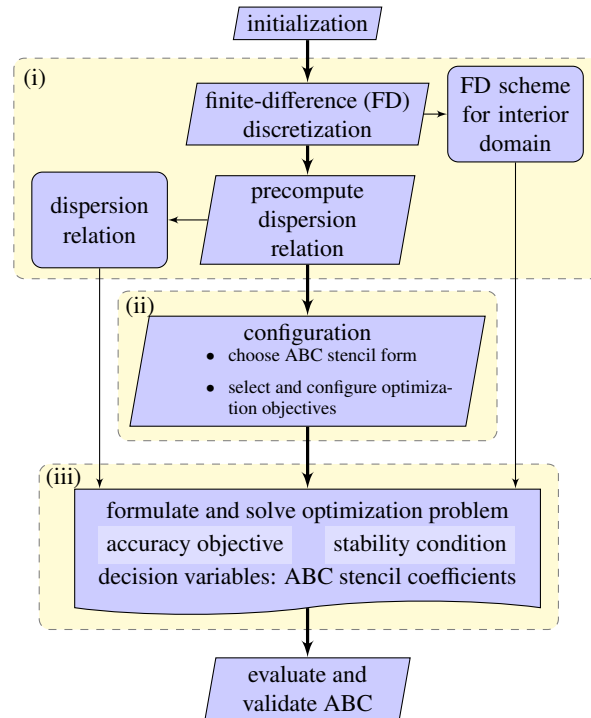 initialization
(i)
finite-difference (FD)
discretization
FD scheme
for interior
domain
precompute
dispersion
relation
dispersion
relation
(ii)
configuration
• choose ABC stencil form
• select and configure optimiza-
tion objectives
(iii)
formulate and solve optimization problem
accuracy objective stability condition
decision variables: ABC stencil coefficients
evaluate and
validate ABC